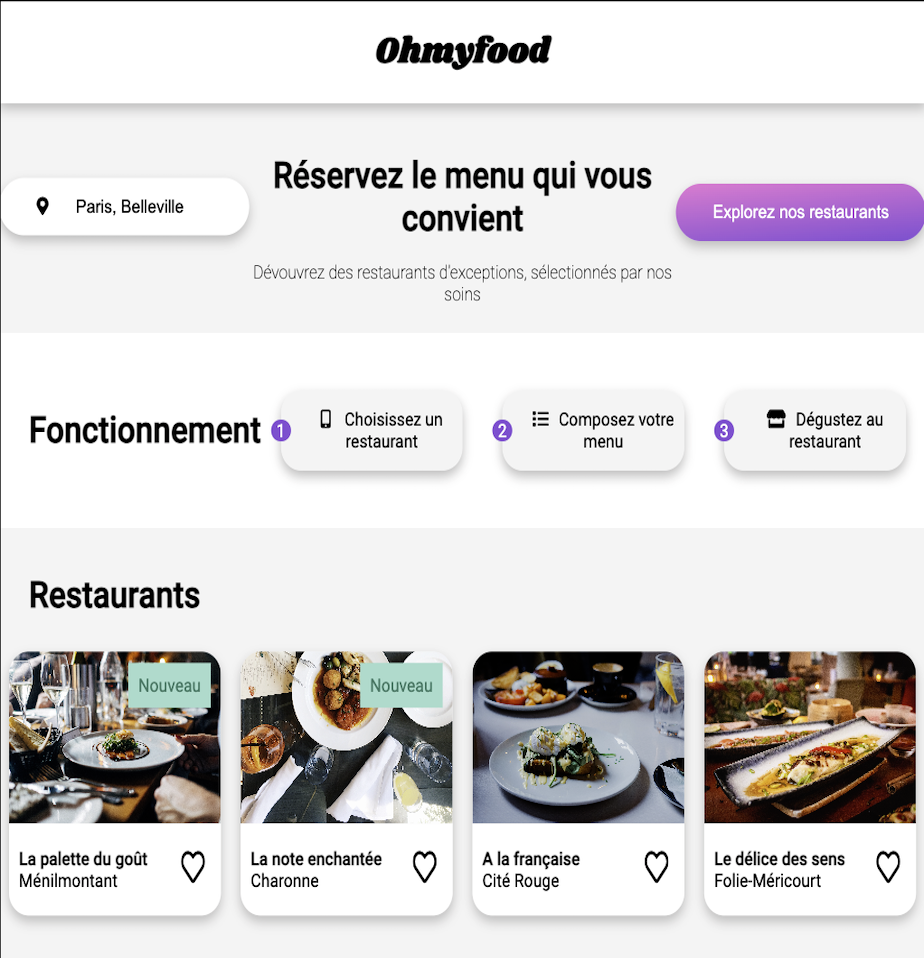 Ohmyfood
Paris, Belleville
Réservez le menu qui vous
convient
Dévouvrez des restaurants d'exceptions, sélectionnés par nos
soins
Explorez nos restaurants
Fonctionnement
1
Choisissez un
restaurant
2
Composez votre
menu
3
Dégustez au
restaurant
Restaurants
Nouveau
La palette du goût
Ménilmontant
Nouveau
La note enchantée
Charonne
A la française
Cité Rouge
Le délice des sens
Folie-Méricourt